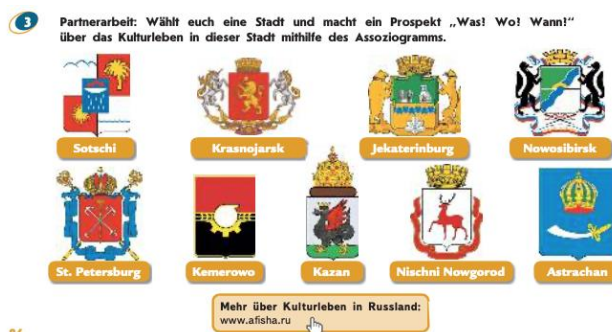 3
Partnerarbeit: Wählt euch eine Stadt und macht ein Prospekt „Was! Wo! Wann!“
über das Kulturleben in dieser Stadt mithilfe des Assoziogramms.
Sotschi
Krasnojarsk
Jekaterinburg
Nowosibirsk
St. Petersburg
Kemerowo
Kazan
Nischni Nowgorod
Astrachan
Mehr über Kulturleben in Russland:
www.afisha.ru